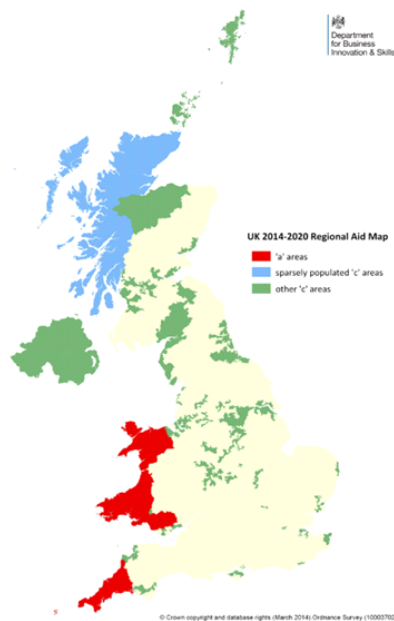 Department
for Business
Innovation & Skills
UK 2014-2020 Regional Aid Map
'a' areas
sparsely populated 'c' areas
other 'c' areas
© Crown copyright and database rights (March 2014) Ordnance Survey (100037028